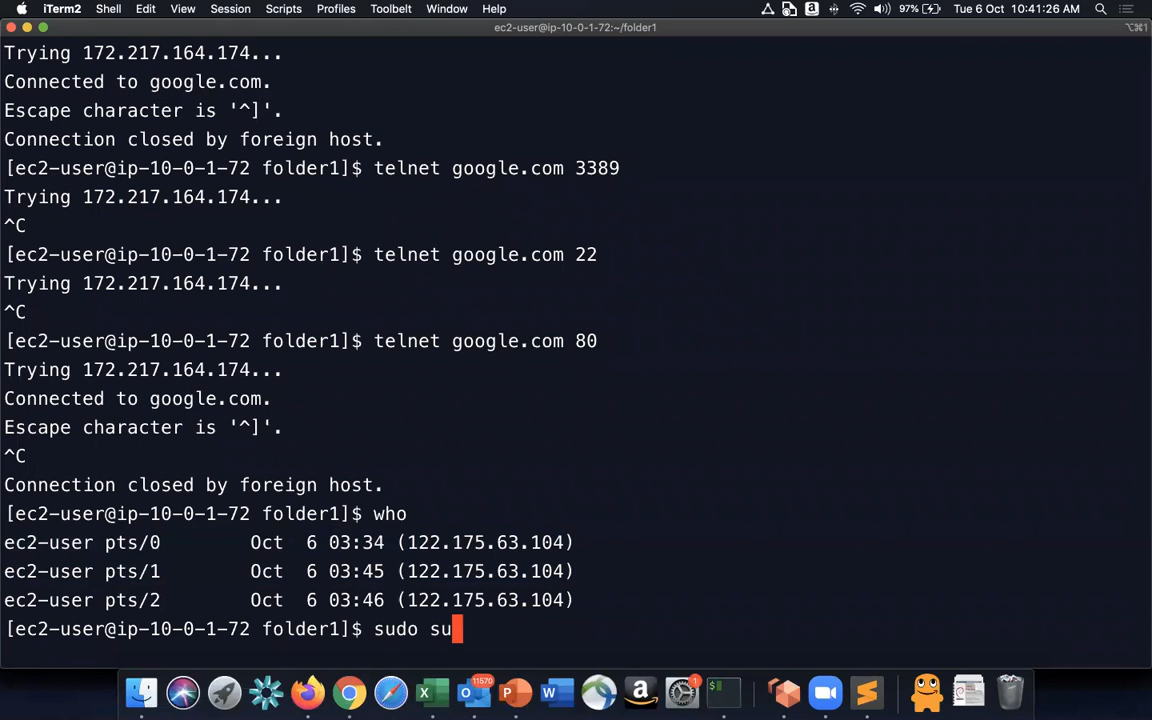 iTerm2 Shell Edit View Session Scripts Profiles Toolbelt Window Help 97% Tue 6 Oct 10:41:26 AM
ec2-user@ip-10-0-1-72:~/folder1 ⌥⌘1
Trying 172.217.164.174...
Connected to google.com.
Escape character is '^]'.
Connection closed by foreign host.
[ec2-user@ip-10-0-1-72 folder1]$ telnet google.com 3389
Trying 172.217.164.174...
^C
[ec2-user@ip-10-0-1-72 folder1]$ telnet google.com 22
Trying 172.217.164.174...
^C
[ec2-user@ip-10-0-1-72 folder1]$ telnet google.com 80
Trying 172.217.164.174...
Connected to google.com.
Escape character is '^]'.
^C
Connection closed by foreign host.
[ec2-user@ip-10-0-1-72 folder1]$ who
ec2-user pts/0 Oct 6 03:34 (122.175.63.104)
ec2-user pts/1 Oct 6 03:45 (122.175.63.104)
ec2-user pts/2 Oct 6 03:46 (122.175.63.104)
[ec2-user@ip-10-0-1-72 folder1]$ sudo su
11570 1